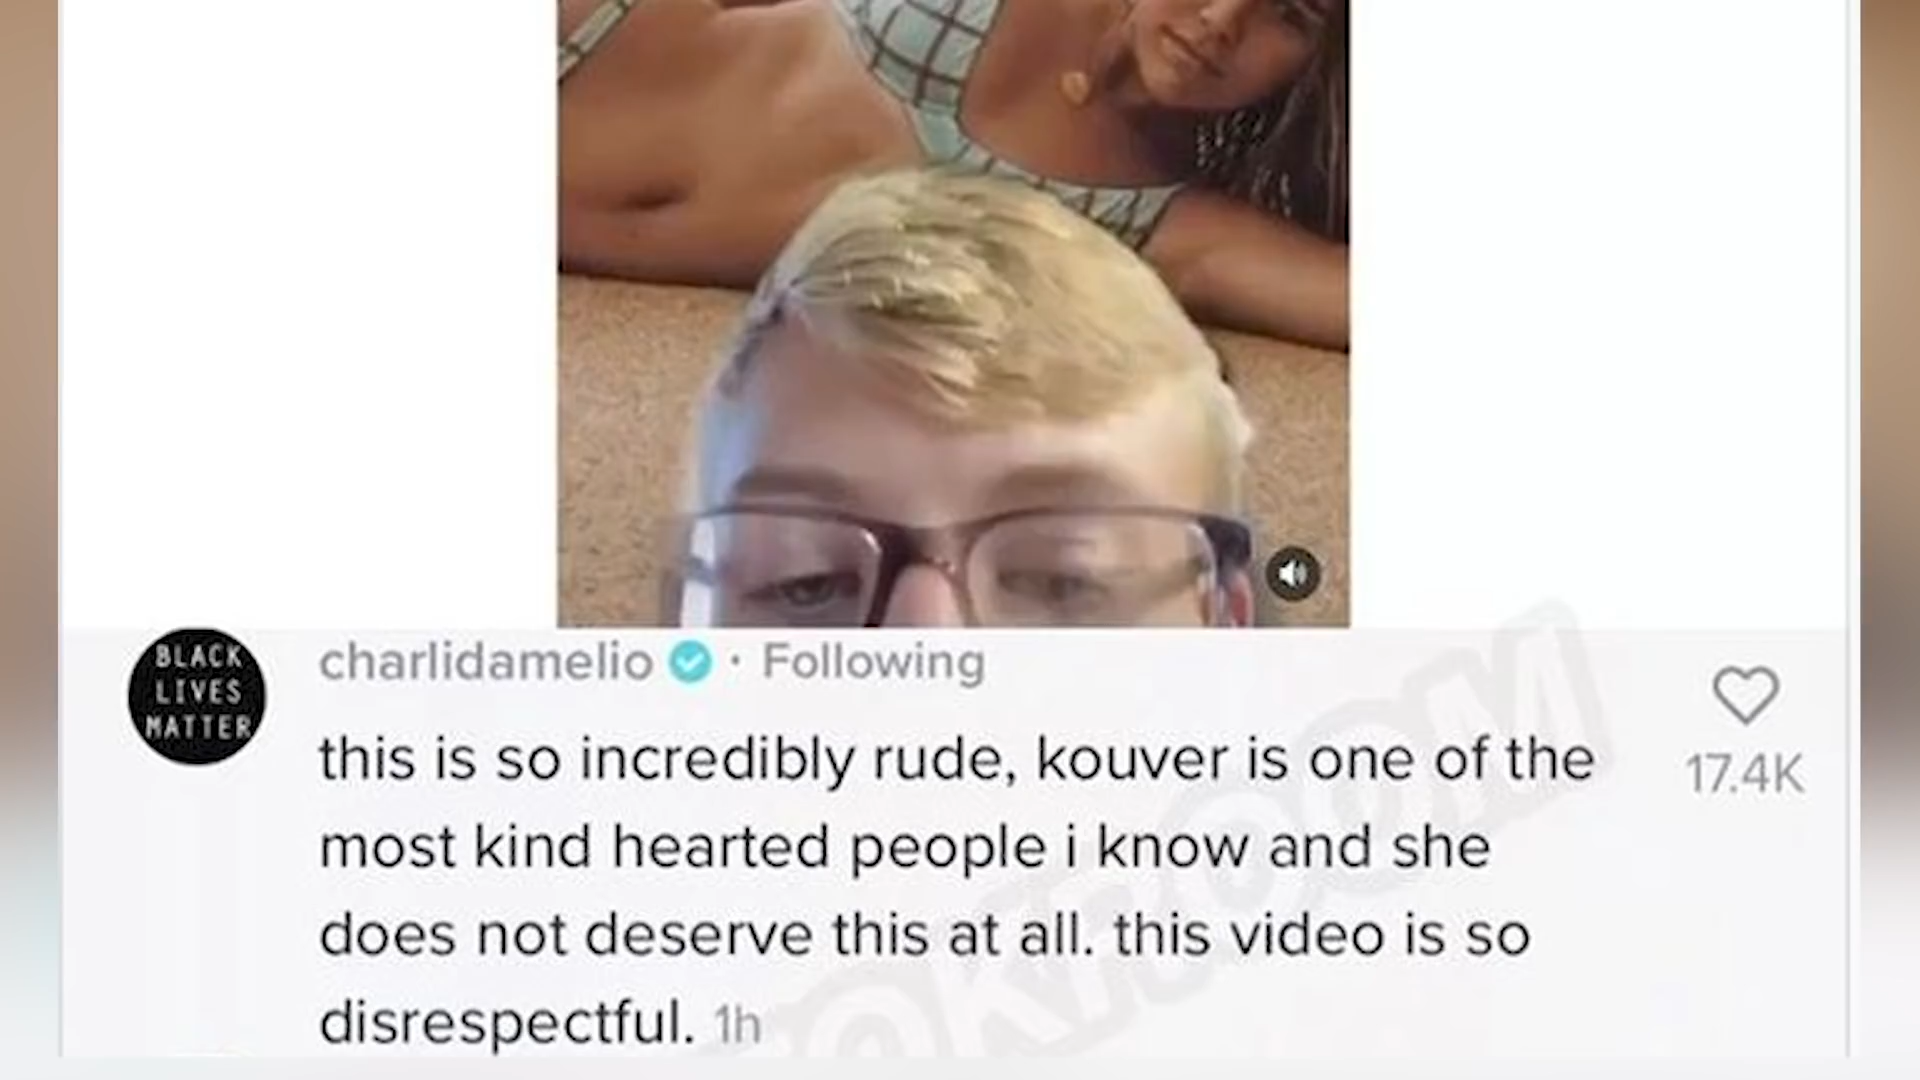 BLACK
LIVES
MATTER
charlidamelio · Following
this is so incredibly rude, kouver is one of the
17.4K
most kind hearted people i know and she
does not deserve this at all. this video is so
disrespectful. 1h